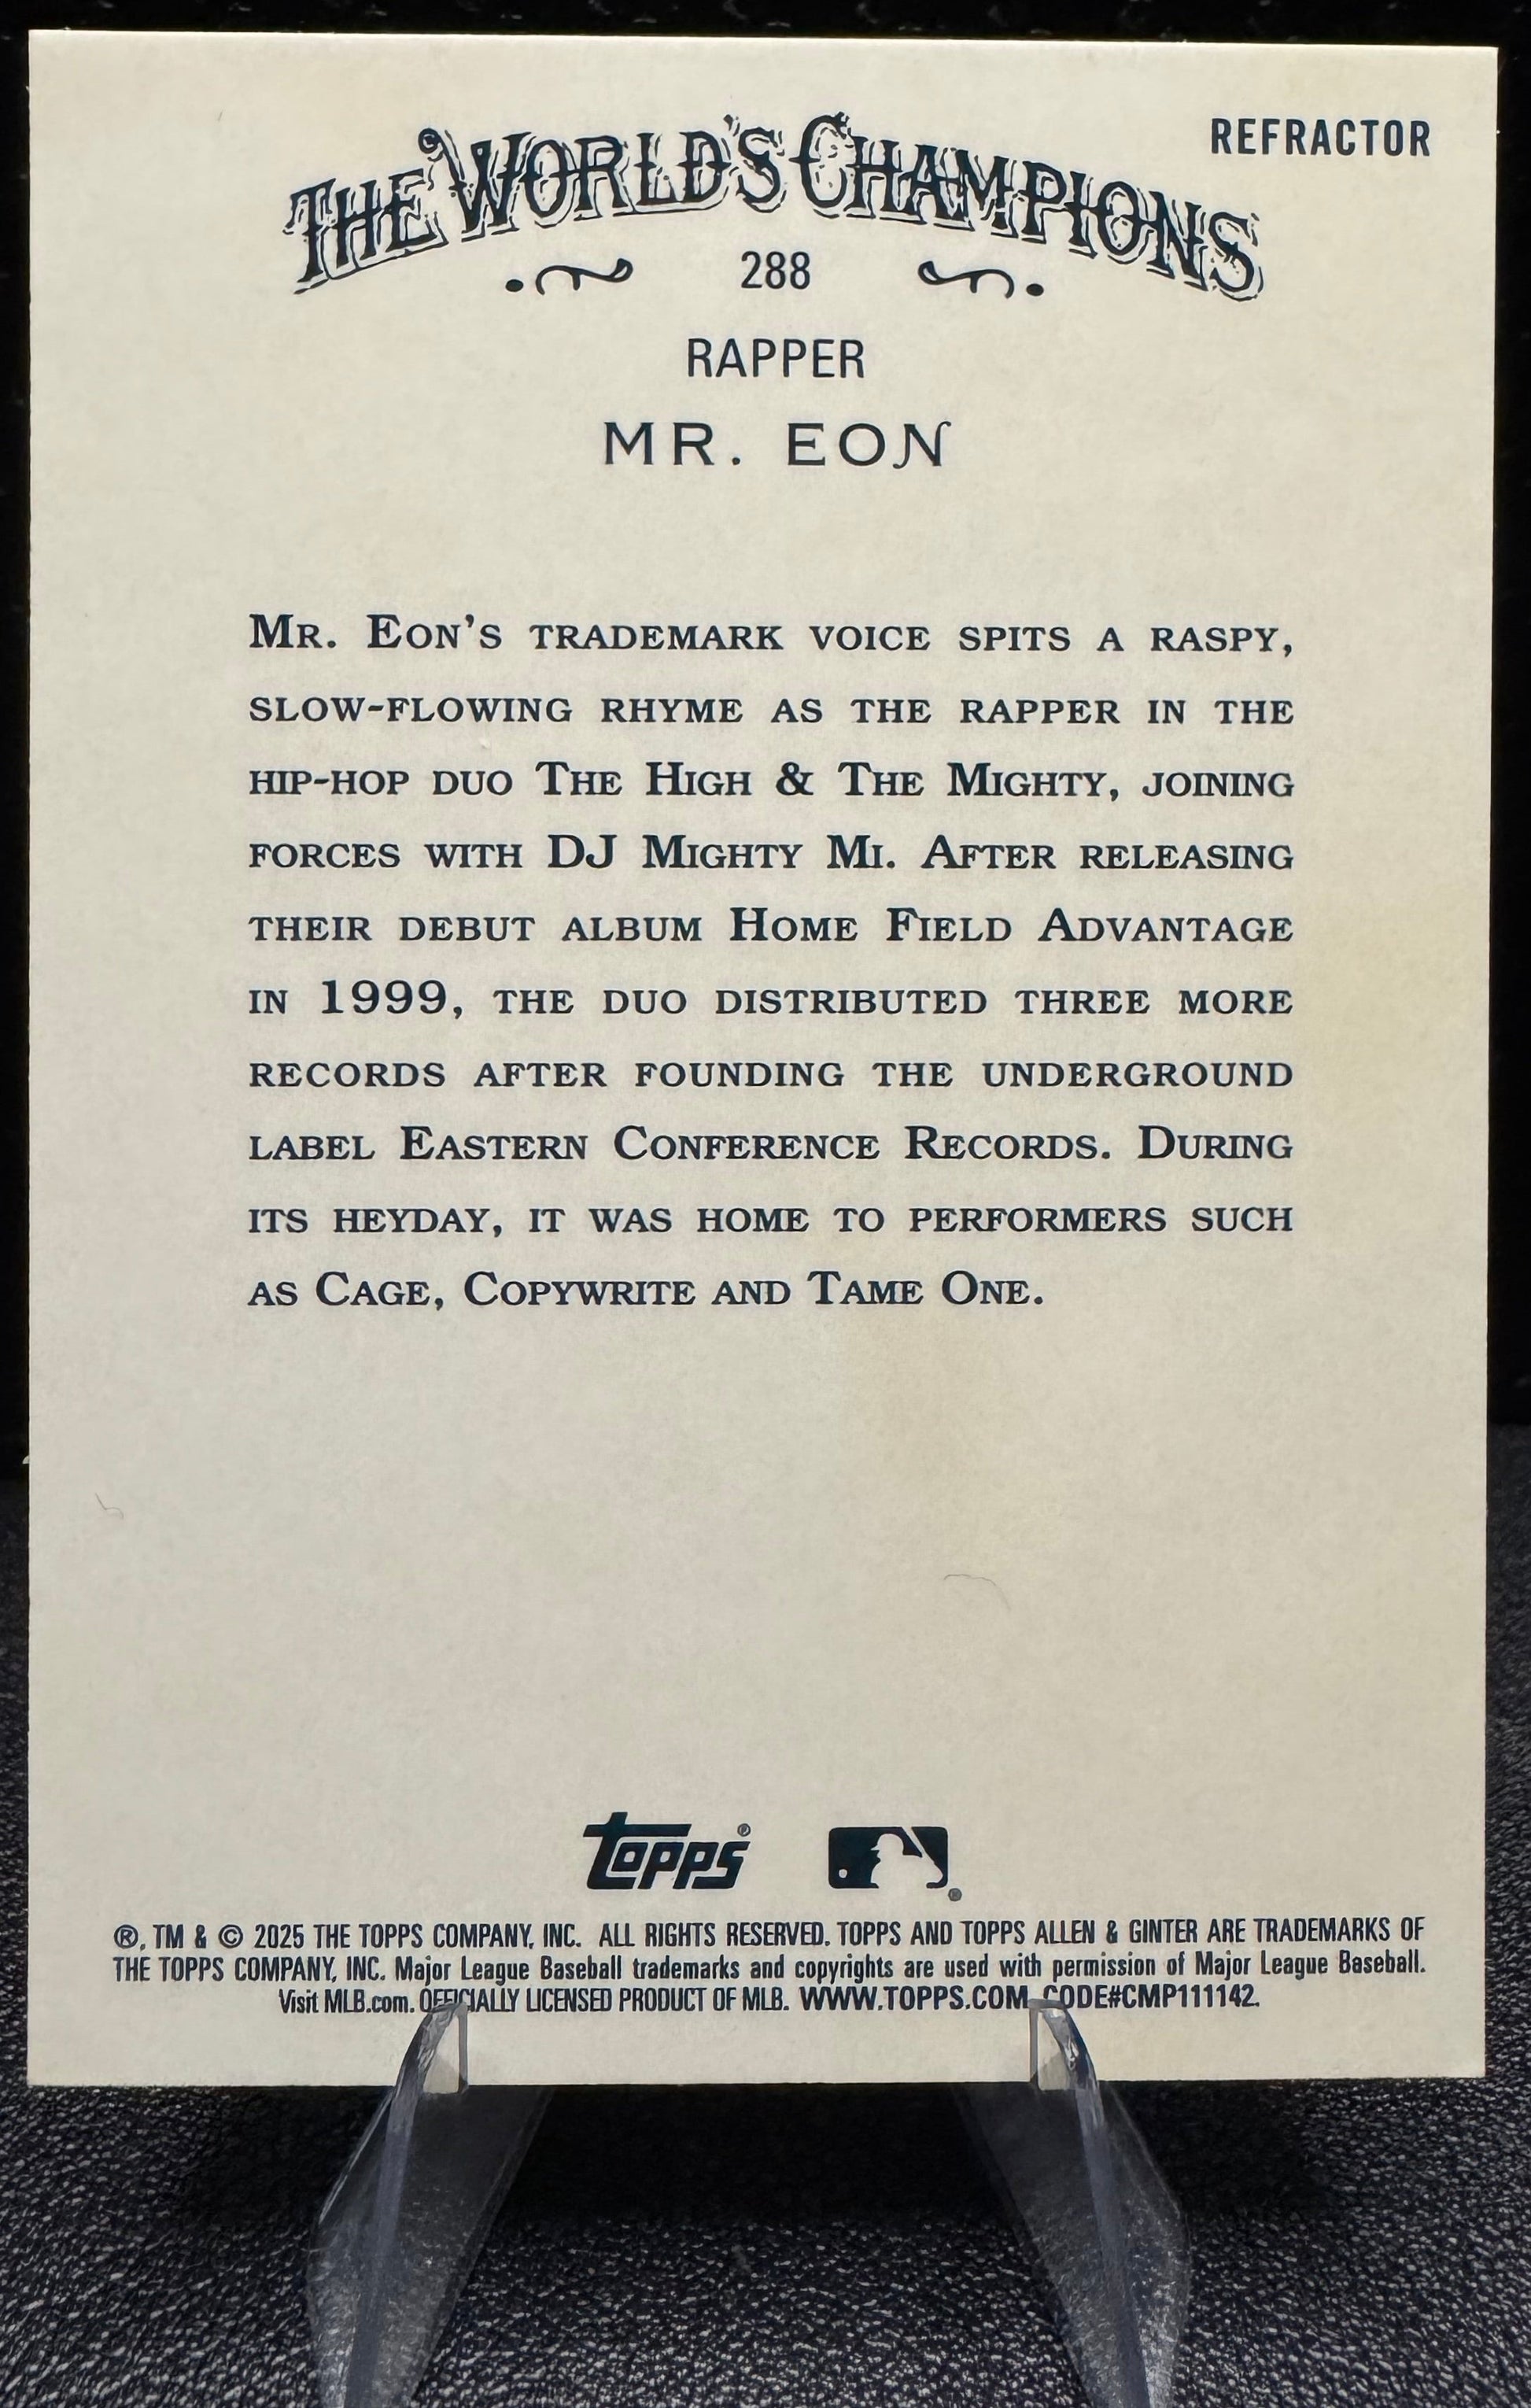 REFRACTOR
THE WORLD'S CHAMPIONS
288
RAPPER
MR. EON
MR. EON'S TRADEMARK VOICE SPITS A RASPY,
SLOW-FLOWING RHYME AS THE RAPPER IN THE
HIP-HOP DUO THE HIGH & THE MIGHTY, JOINING
FORCES WITH DJ MIGHTY MI. AFTER RELEASING
THEIR DEBUT ALBUM HOME FIELD ADVANTAGE
IN 1999, THE DUO DISTRIBUTED THREE MORE
RECORDS AFTER FOUNDING THE UNDERGROUND
LABEL EASTERN CONFERENCE RECORDS. DURING
ITS HEYDAY, IT WAS HOME TO PERFORMERS SUCH
AS CAGE, COPYWRITE AND TAME ONE.
topps®
®, TM & © 2025 THE TOPPS COMPANY, INC. ALL RIGHTS RESERVED. TOPPS AND TOPPS ALLEN & GINTER ARE TRADEMARKS OF
THE TOPPS COMPANY, INC. Major League Baseball trademarks and copyrights are used with permission of Major League Baseball.
Visit MLB.com. OFFICIALLY LICENSED PRODUCT OF MLB. WWW.TOPPS.COM. CODE#CMP111142.